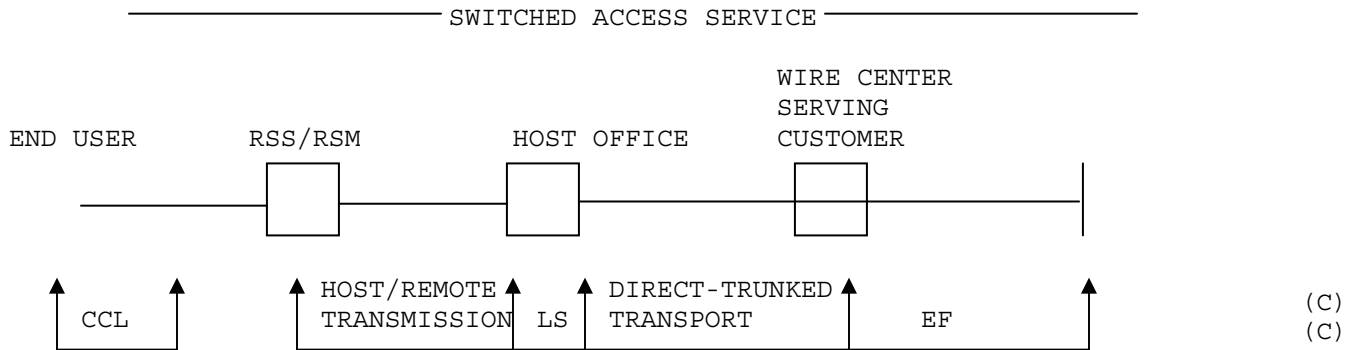 SWITCHED ACCESS SERVICE
WIRE CENTER
SERVING
END USER RSS/RSM HOST OFFICE CUSTOMER
HOST/REMOTE DIRECT-TRUNKED (C)
CCL TRANSMISSION LS TRANSPORT EF (C)